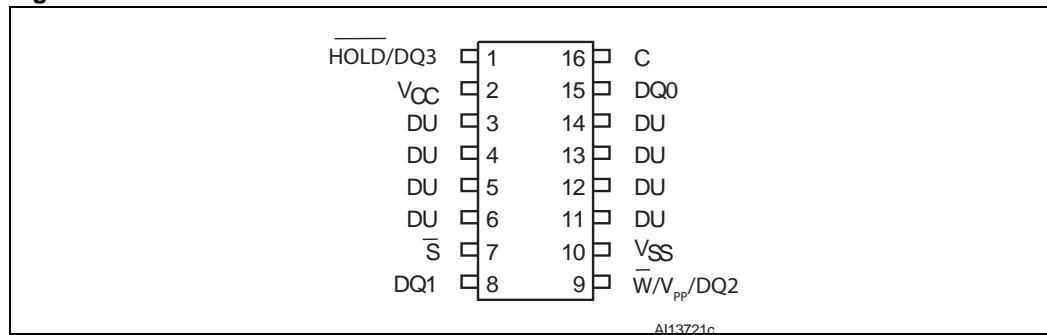 HOLD/DQ3 1 16 C
VCC 2 15 DQ0
DU 3 14 DU
DU 4 13 DU
DU 5 12 DU
DU 6 11 DU
S 7 10 VSS
DQ1 8 9 W/VPP/DQ2
AI13721c